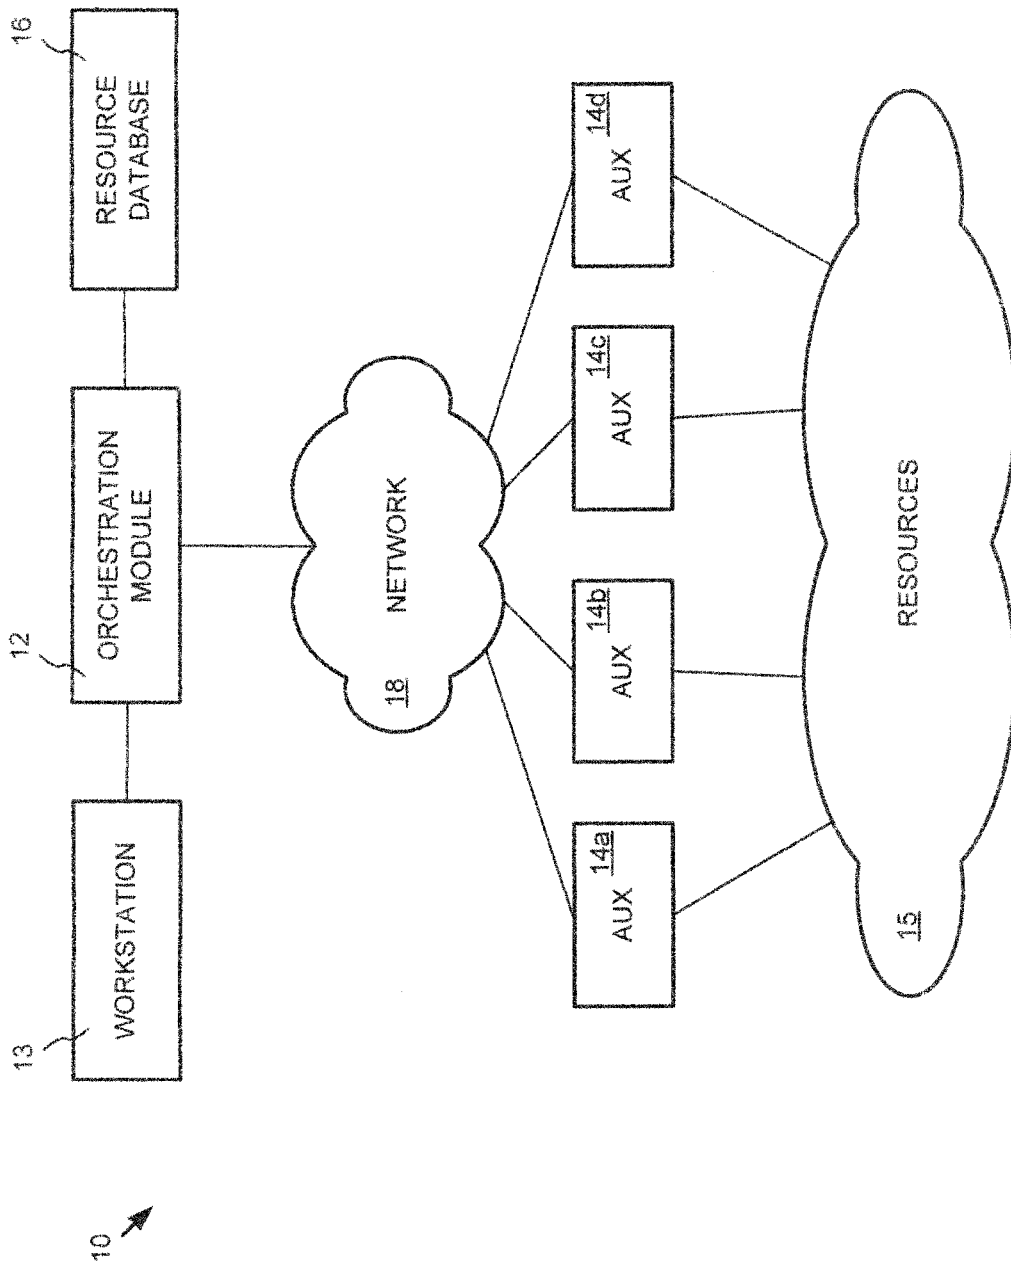 10
13
WORKSTATION
12
ORCHESTRATION
MODULE
16
RESOURCE
DATABASE
18
NETWORK
14a
AUX
14b
AUX
14c
AUX
14d
AUX
15
RESOURCES